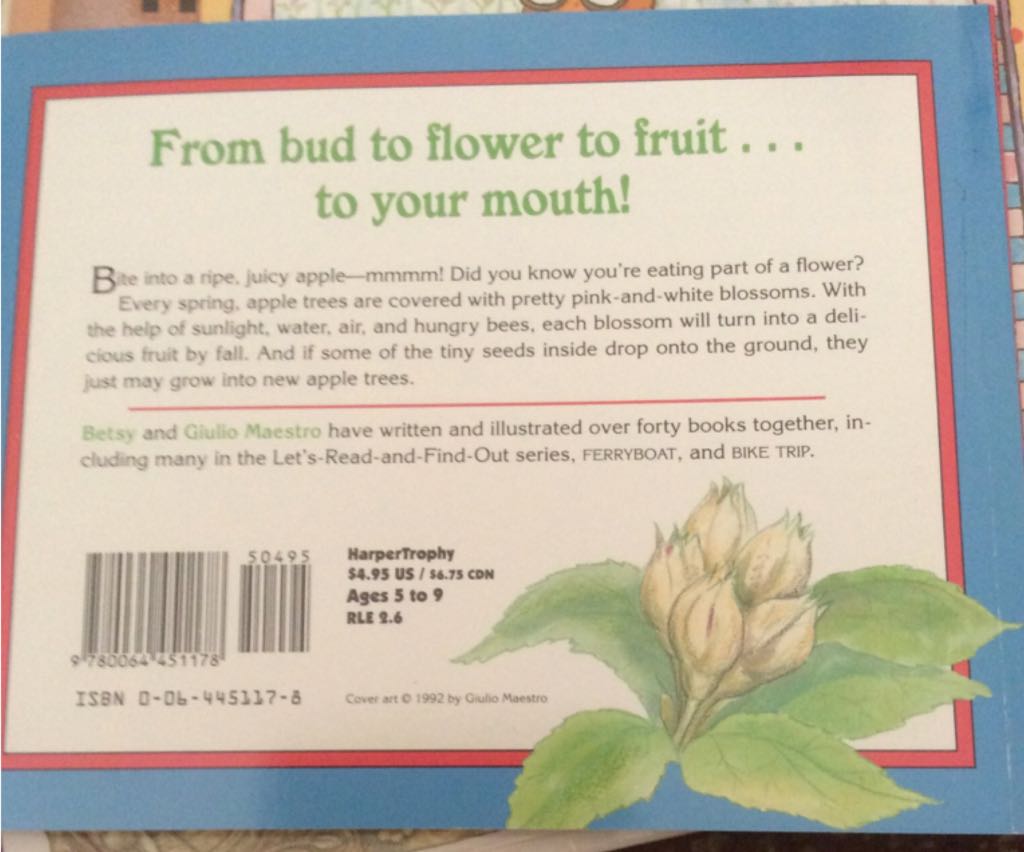 From bud to flower to fruit . . .
to your mouth!
Bite into a ripe, juicy apple—mmmm! Did you know you're eating part of a flower?
Every spring, apple trees are covered with pretty pink-and-white blossoms. With
the help of sunlight, water, air, and hungry bees, each blossom will turn into a deli-
cious fruit by fall. And if some of the tiny seeds inside drop onto the ground, they
just may grow into new apple trees.
Betsy and Giulio Maestro have written and illustrated over forty books together, in-
cluding many in the Let's-Read-and-Find-Out series, FERRYBOAT, and BIKE TRIP.
50495
9 780064 451178
ISBN 0-06-445117-8
HarperTrophy
$4.95 US / $6.75 CDN
Ages 5 to 9
RLE 2.6
Cover art © 1992 by Giulio Maestro